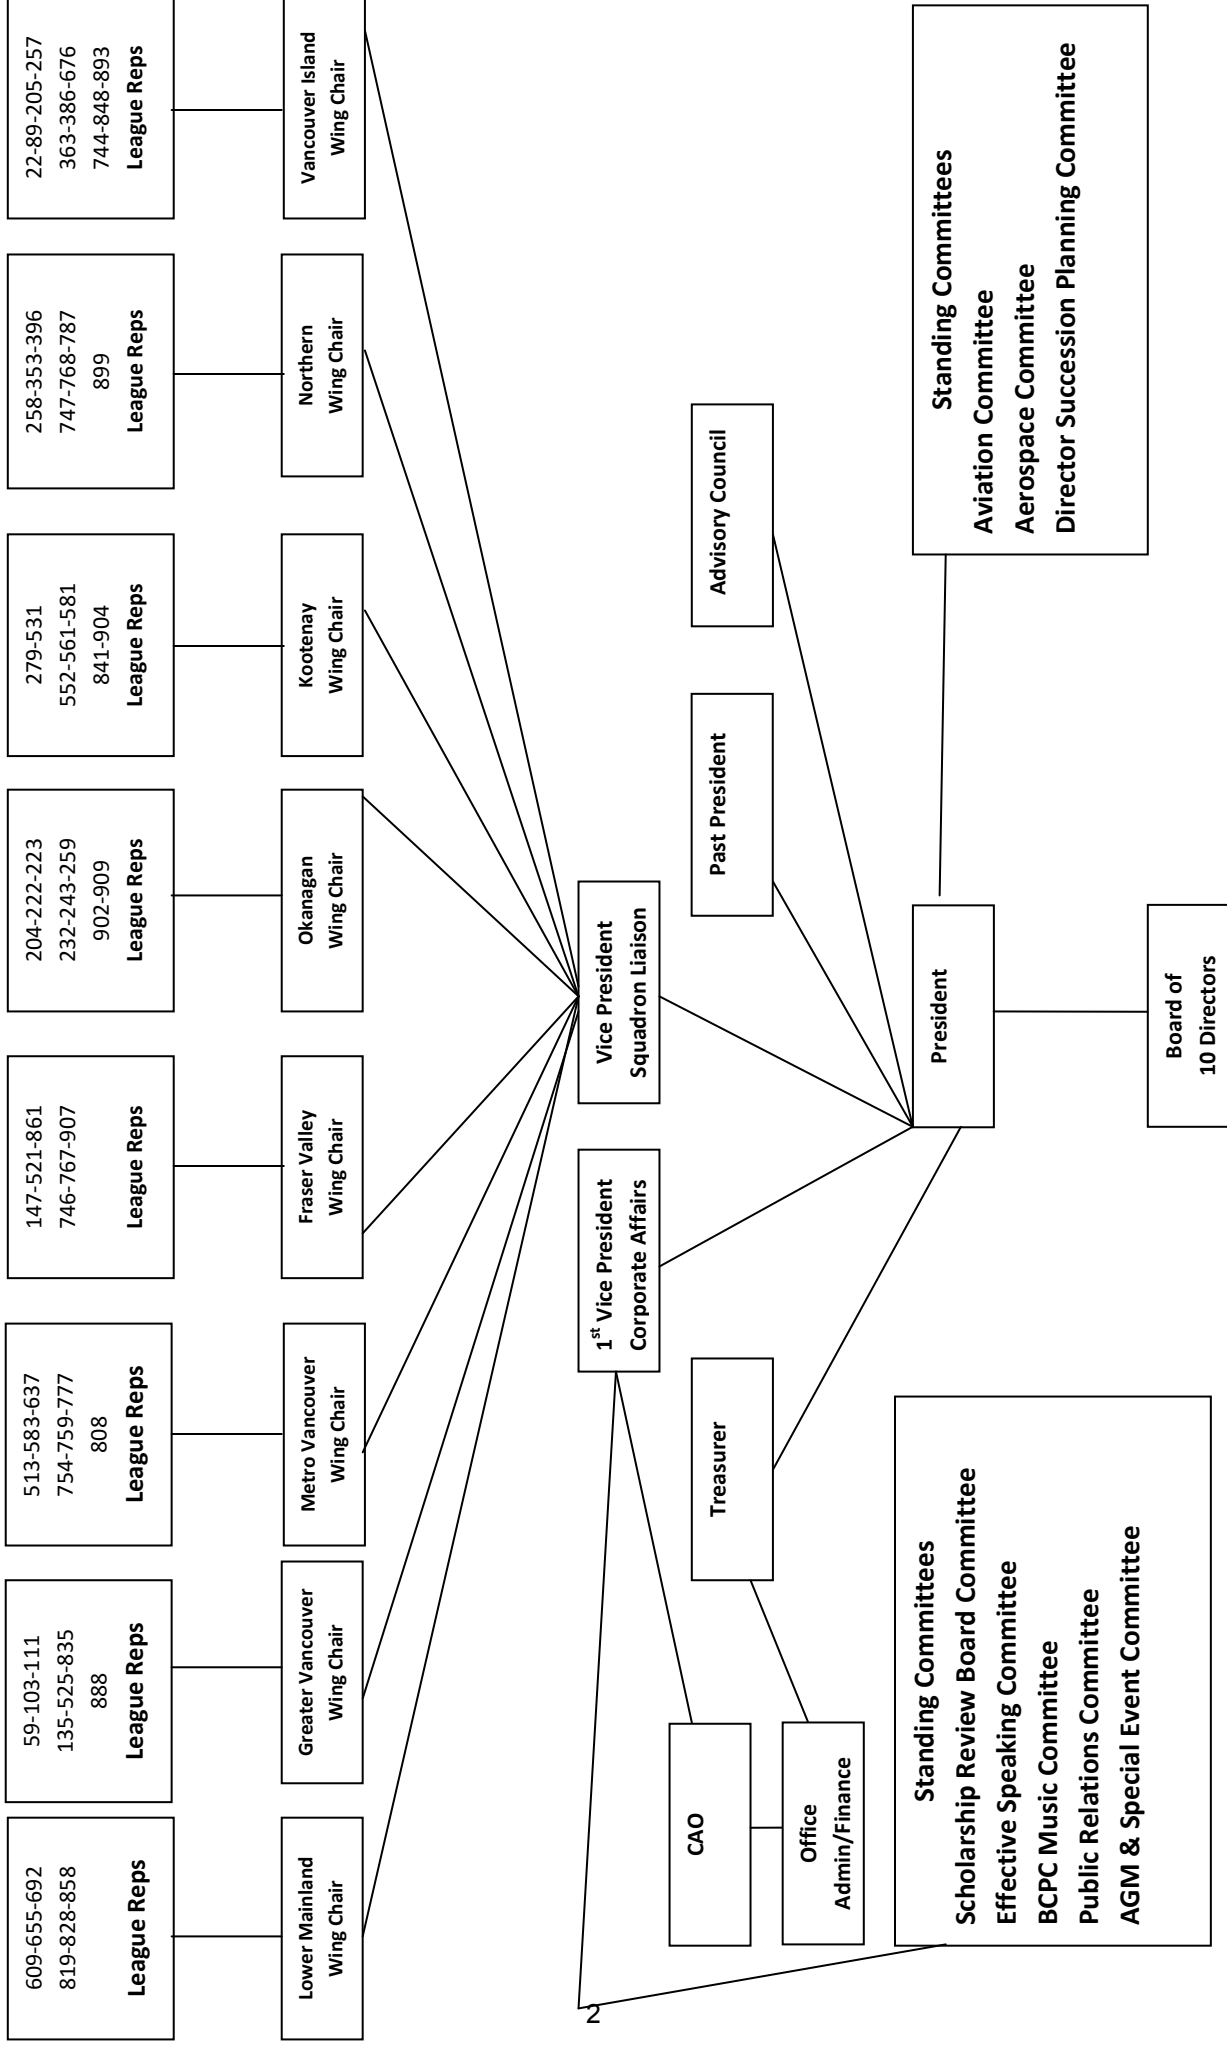 609-655-692
819-828-858
League Reps
59-103-111
135-525-835
888
League Reps
513-583-637
754-759-777
808
League Reps
147-521-861
746-767-907
League Reps
204-222-223
232-243-259
902-909
League Reps
279-531
552-561-581
841-904
League Reps
258-353-396
747-768-787
899
League Reps
22-89-205-257
363-386-676
744-848-893
League Reps
Lower Mainland
Wing Chair
Greater Vancouver
Wing Chair
Metro Vancouver
Wing Chair
Fraser Valley
Wing Chair
Okanagan
Wing Chair
Kootenay
Wing Chair
Northern
Wing Chair
Vancouver Island
Wing Chair
1st Vice President
Corporate Affairs
Vice President
Squadron Liaison
CAO
Office
Admin/Finance
Treasurer
Past President
Advisory Council
Standing Committees
Scholarship Review Board Committee
Effective Speaking Committee
BCPC Music Committee
Public Relations Committee
AGM & Special Event Committee
President
Standing Committees
Aviation Committee
Aerospace Committee
Director Succession Planning Committee
Board of
10 Directors
2